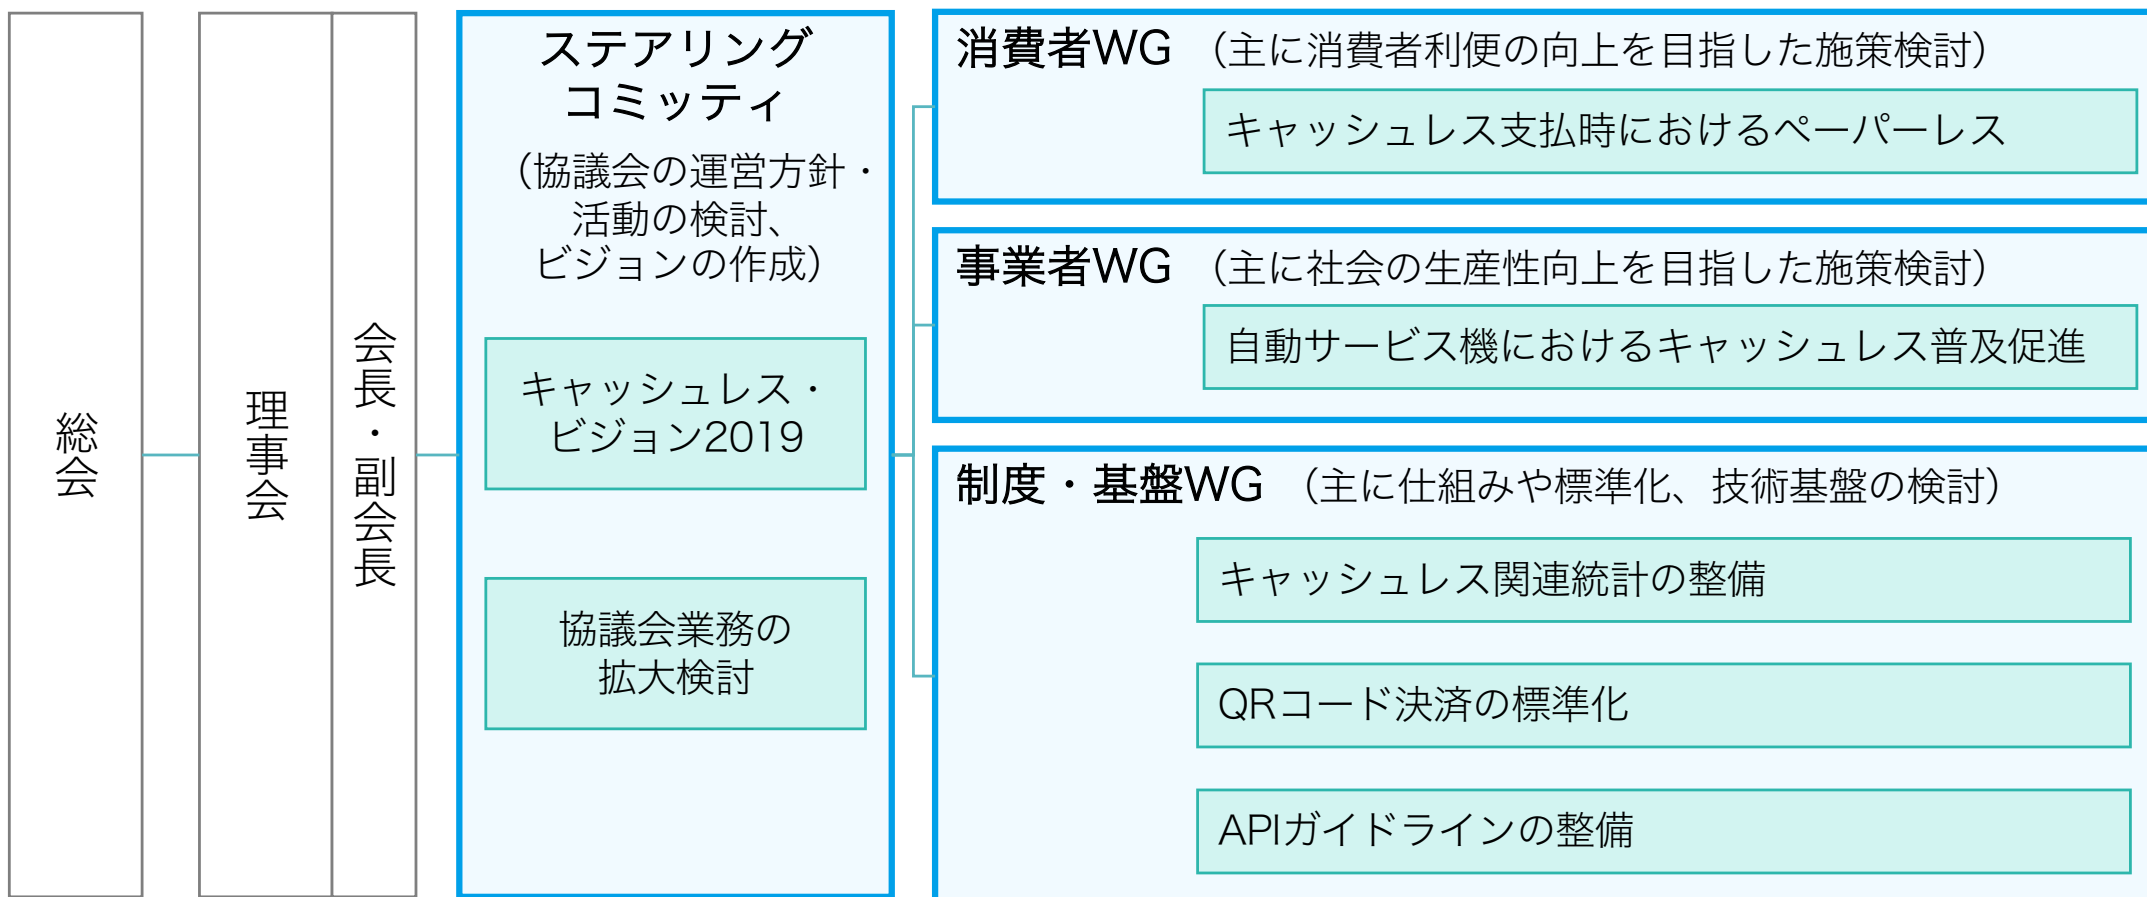 総会
理事会
会長・副会長
ステアリング
コミッティ
（協議会の運営方針・
活動の検討、
ビジョンの作成）
キャッシュレス・
ビジョン2019
協議会業務の
拡大検討
消費者WG （主に消費者利便の向上を目指した施策検討）
キャッシュレス支払時におけるペーパーレス
事業者WG （主に社会の生産性向上を目指した施策検討）
自動サービス機におけるキャッシュレス普及促進
制度・基盤WG （主に仕組みや標準化、技術基盤の検討）
キャッシュレス関連統計の整備
QRコード決済の標準化
APIガイドラインの整備